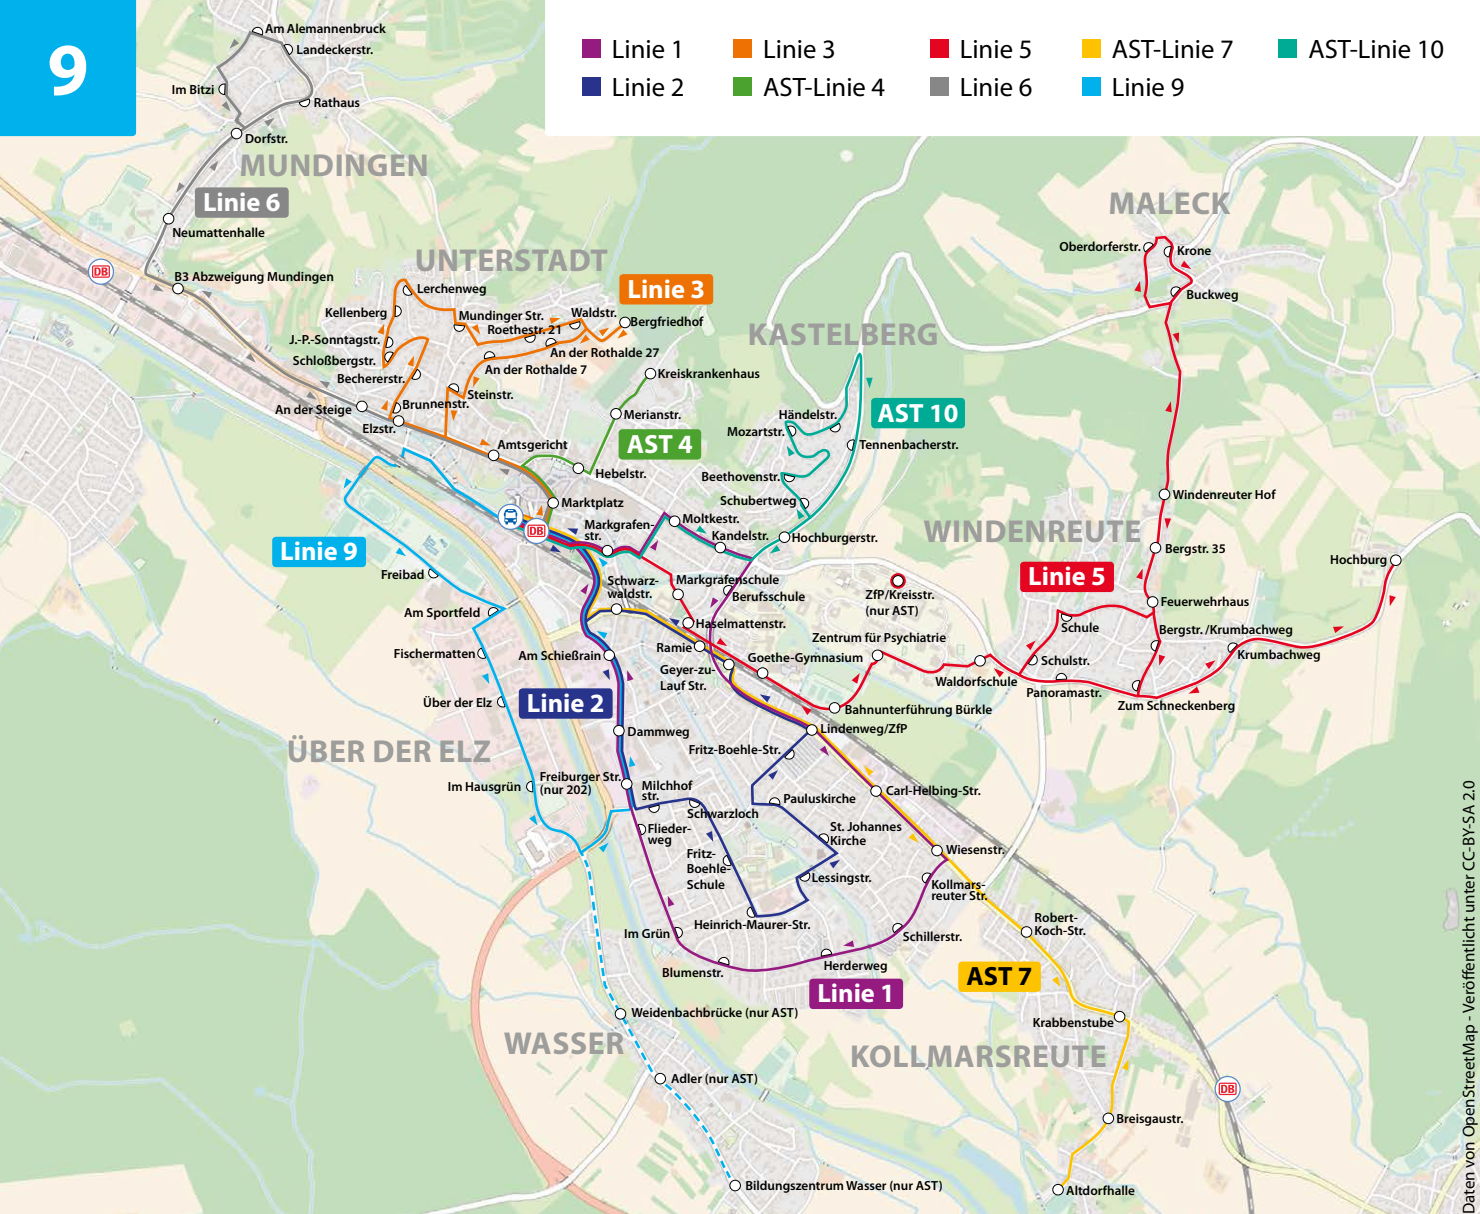 9
Linie 1
Linie 3
Linie 5
AST-Linie 7
AST-Linie 10
Linie 2
AST-Linie 4
Linie 6
Linie 9
Am Alemannenbruck
Landeckerstr.
Im Bitzi
Rathaus
Dorfstr.
MUNDINGEN
Linie 6
Neumattenhalle
DB
B3 Abzweigung Mundingen
UNTERSTADT
Lerchenweg
Linie 3
Kellenberg
Mundinger Str.
Waldstr.
Roethestr. 21
Bergfriedhof
J.-P.-Sonntagstr.
Schloßbergstr.
An der Rothalde 27
An der Rothalde 7
Bechererstr.
Steinstr.
Brunnenstr.
An der Steige
Elzstr.
Amtsgericht
Kreiskrankenhaus
Merianstr.
AST 4
Hebelstr.
Marktplatz
DB
MALECK
Oberdorferstr.
Krone
Buckweg
KASTELBERG
AST 10
Händelstr.
Mozartstr.
Tennenbacherstr.
Beethovenstr.
Schubertweg
Hochburgerstr.
Markgrafen-
str.
Moltkestr.
Kandelstr.
WINDENREUTE
Windenreuter Hof
Bergstr. 35
Hochburg
Linie 5
Feuerwehrhaus
Schule
Bergstr./Krumbachweg
Krumbachweg
Schulstr.
Panoramastr.
Zum Schneckenberg
Waldorfschule
ZfP/Kreisstr.
(nur AST)
Zentrum für Psychiatrie
Linie 9
Freibad
Am Sportfeld
Fischermatten
Über der Elz
ÜBER DER ELZ
Im Hausgrün
Freiburger Str.
(nur 202)
Schwarz-
waldstr.
Markgrafenschule
Berufsschule
Haselmattenstr.
Ramie
Geyer-zu-
Lauf Str.
Goethe-Gymnasium
Bahnunterführung Bürkle
Lindenweg/ZfP
Am Schießrain
Linie 2
Dammweg
Fritz-Boehle-Str.
Milchhof
str.
Schwarzloch
Pauluskirche
Carl-Helbing-Str.
Flieder-
weg
St. Johannes
Kirche
Fritz-
Boehle-
Schule
Lessingstr.
Wiesenstr.
Kollmars-
reuter Str.
Heinrich-Maurer-Str.
Im Grün
Schillerstr.
Blumenstr.
Herderweg
Linie 1
Robert-
Koch-Str.
AST 7
Krabbenstube
KOLLMARSREUTE
DB
Breisgaustr.
Altdorfhalle
WASSER
Weidenbachbrücke (nur AST)
Adler (nur AST)
Bildungszentrum Wasser (nur AST)
Daten von OpenStreetMap - Veröffentlicht unter CC-BY-SA 2.0